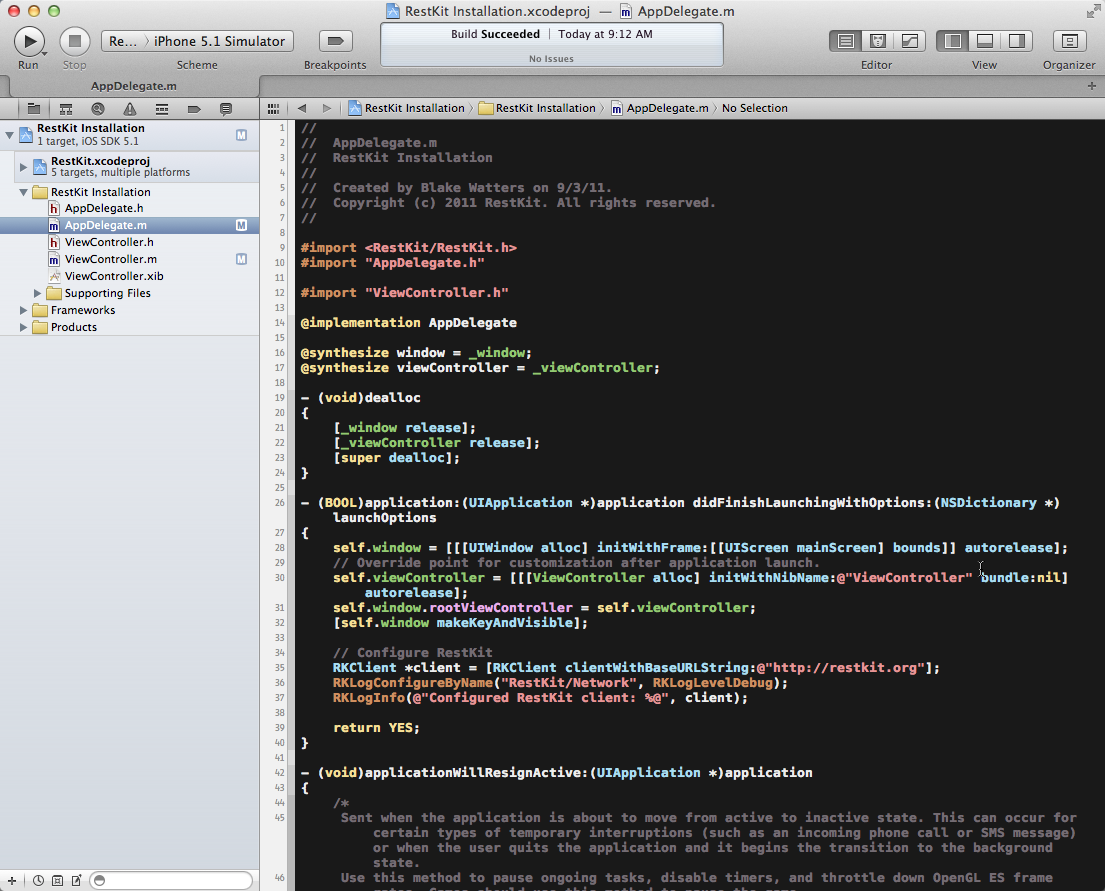 RestKit Installation.xcodeproj — AppDelegate.m
Run
Stop
Re... 〉 iPhone 5.1 Simulator
Scheme
Breakpoints
Build Succeeded | Today at 9:12 AM
No Issues
Editor
View
Organizer
AppDelegate.m
RestKit Installation 〉 RestKit Installation 〉 AppDelegate.m 〉 No Selection
RestKit Installation M
1 target, iOS SDK 5.1
RestKit.xcodeproj
5 targets, multiple platforms
RestKit Installation
h AppDelegate.h
m AppDelegate.m M
h ViewController.h
m ViewController.m M
ViewController.xib
Supporting Files
Frameworks
Products
1 //
2 //  AppDelegate.m
3 //  RestKit Installation
4 //
5 //  Created by Blake Watters on 9/3/11.
6 //  Copyright (c) 2011 RestKit. All rights reserved.
7 //
8
9 #import <RestKit/RestKit.h>
10 #import "AppDelegate.h"
11
12 #import "ViewController.h"
13
14 @implementation AppDelegate
15
16 @synthesize window = _window;
17 @synthesize viewController = _viewController;
18
19 - (void)dealloc
20 {
21     [_window release];
22     [_viewController release];
23     [super dealloc];
24 }
25
26 - (BOOL)application:(UIApplication *)application didFinishLaunchingWithOptions:(NSDictionary *)
launchOptions
27 {
28     self.window = [[[UIWindow alloc] initWithFrame:[[UIScreen mainScreen] bounds]] autorelease];
29     // Override point for customization after application launch.
30     self.viewController = [[[ViewController alloc] initWithNibName:@"ViewController" bundle:nil]
autorelease];
31     self.window.rootViewController = self.viewController;
32     [self.window makeKeyAndVisible];
33
34     // Configure RestKit
35     RKClient *client = [RKClient clientWithBaseURLString:@"http://restkit.org"];
36     RKLogConfigureByName("RestKit/Network", RKLogLevelDebug);
37     RKLogInfo(@"Configured RestKit client: %@", client);
38
39     return YES;
40 }
41
42 - (void)applicationWillResignActive:(UIApplication *)application
43 {
44     /*
45      Sent when the application is about to move from active to inactive state. This can occur for
certain types of temporary interruptions (such as an incoming phone call or SMS message)
or when the user quits the application and it begins the transition to the background
state.
46      Use this method to pause ongoing tasks, disable timers, and throttle down OpenGL ES frame